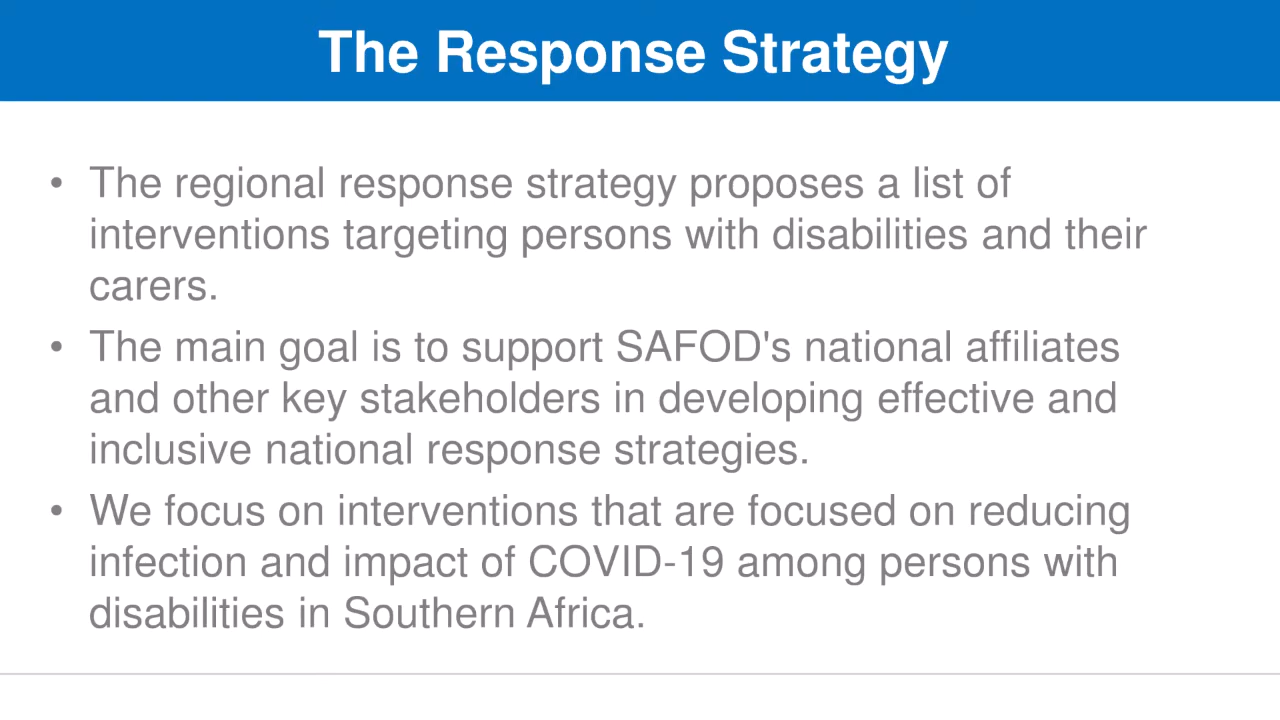 The Response Strategy
• The regional response strategy proposes a list of
interventions targeting persons with disabilities and their
carers.
• The main goal is to support SAFOD's national affiliates
and other key stakeholders in developing effective and
inclusive national response strategies.
• We focus on interventions that are focused on reducing
infection and impact of COVID-19 among persons with
disabilities in Southern Africa.